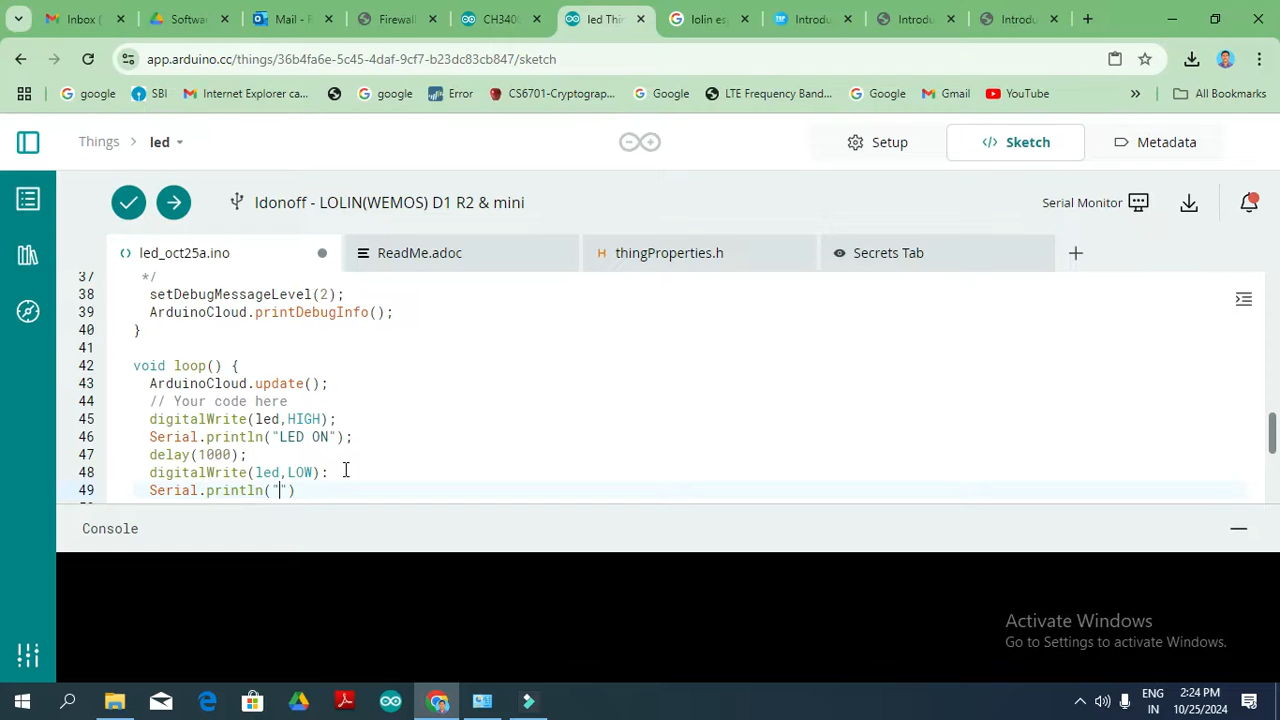 Inbox (
Softwa
Mail - R
Firewall
CH340
led Thi
lolin es
Introdu
Introdu
Introdu
app.arduino.cc/things/36b4fa6e-5c45-4daf-9cf7-b23dc83cb847/sketch
google
SBI
Internet Explorer ca...
google
Error
CS6701-Cryptograp...
Google
LTE Frequency Band...
Google
Gmail
YouTube
All Bookmarks
Things > led
Setup
</> Sketch
Metadata
Idonoff - LOLIN(WEMOS) D1 R2 & mini
Serial Monitor
led_oct25a.ino
ReadMe.adoc
H thingProperties.h
Secrets Tab
37 */
38 setDebugMessageLevel(2);
39 ArduinoCloud.printDebugInfo();
40 }
41
42 void loop() {
43 ArduinoCloud.update();
44 // Your code here
45 digitalWrite(led,HIGH);
46 Serial.println("LED ON");
47 delay(1000);
48 digitalWrite(led,LOW):
49 Serial.println("")
Console
Activate Windows
Go to Settings to activate Windows.
ENG
IN
2:24 PM
10/25/2024